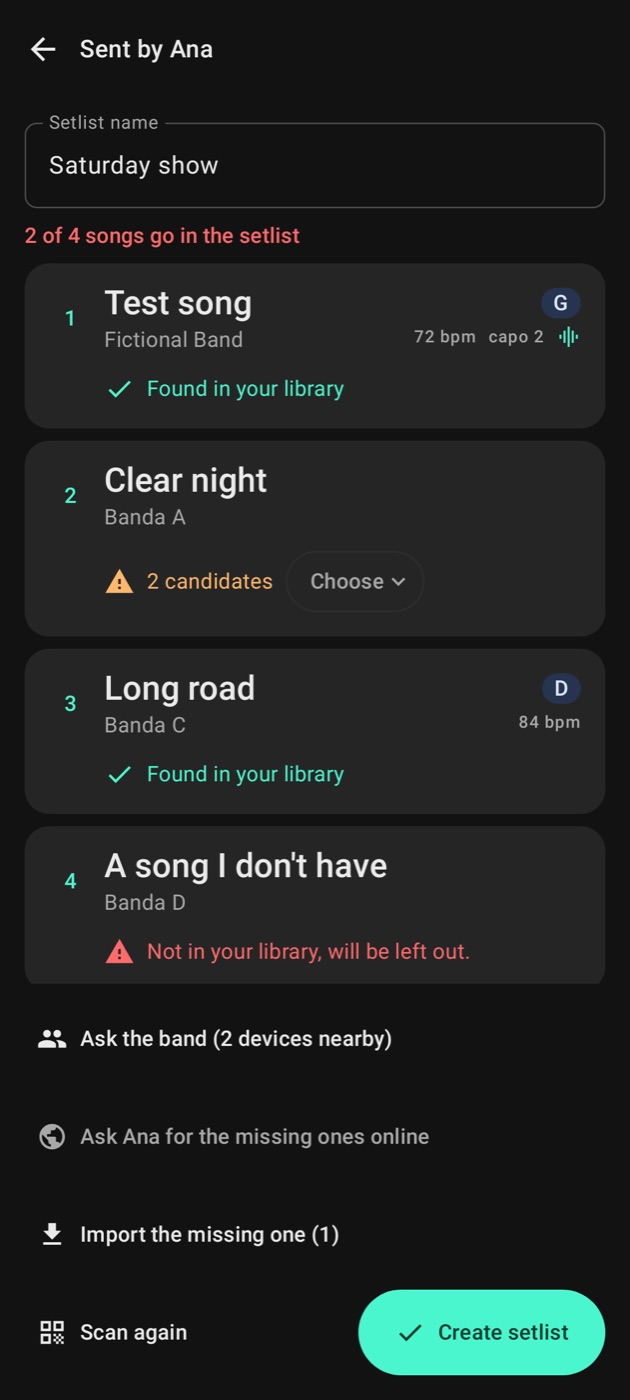 Sent by Ana
Setlist name
Saturday show
2 of 4 songs go in the setlist
1
Test song
G
Fictional Band
72 bpm capo 2
Found in your library
2
Clear night
Banda A
2 candidates
Choose
3
Long road
D
Banda C
84 bpm
Found in your library
4
A song I don't have
Banda D
Not in your library, will be left out.
Ask the band (2 devices nearby)
Ask Ana for the missing ones online
Import the missing one (1)
Scan again
Create setlist